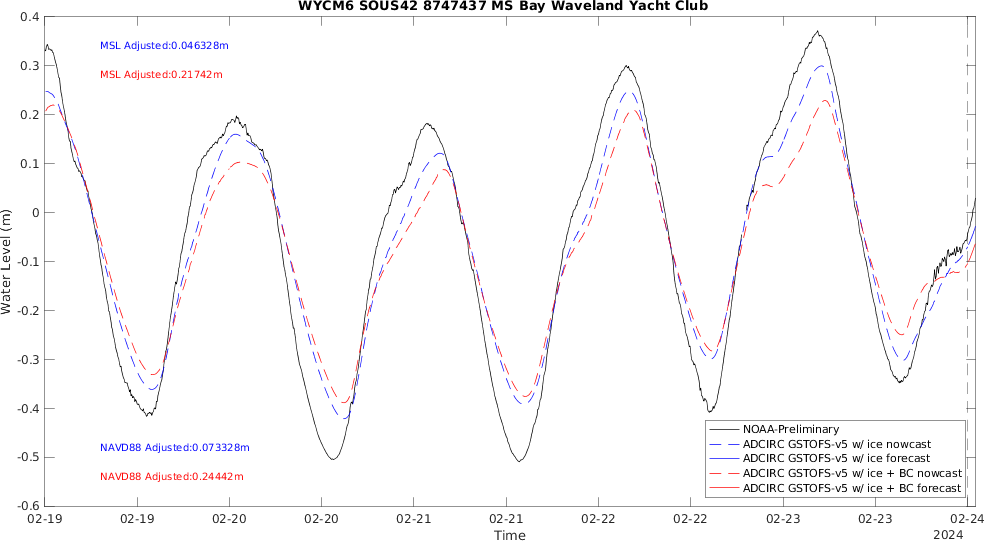 WYCM6 SOUS42 8747437 MS Bay Waveland Yacht Club
MSL Adjusted:0.046328m
MSL Adjusted:0.21742m
NAVD88 Adjusted:0.073328m
NAVD88 Adjusted:0.24442m
Water Level (m)
0.4
0.3
0.2
0.1
0
-0.1
-0.2
-0.3
-0.4
-0.5
-0.6
NOAA-Preliminary
ADCIRC GSTOFS-v5 w/ ice nowcast
ADCIRC GSTOFS-v5 w/ ice forecast
ADCIRC GSTOFS-v5 w/ ice + BC nowcast
ADCIRC GSTOFS-v5 w/ ice + BC forecast
02-19 02-19 02-20 02-20 02-21 02-21 02-22 02-22 02-23 02-23 02-24
Time
2024